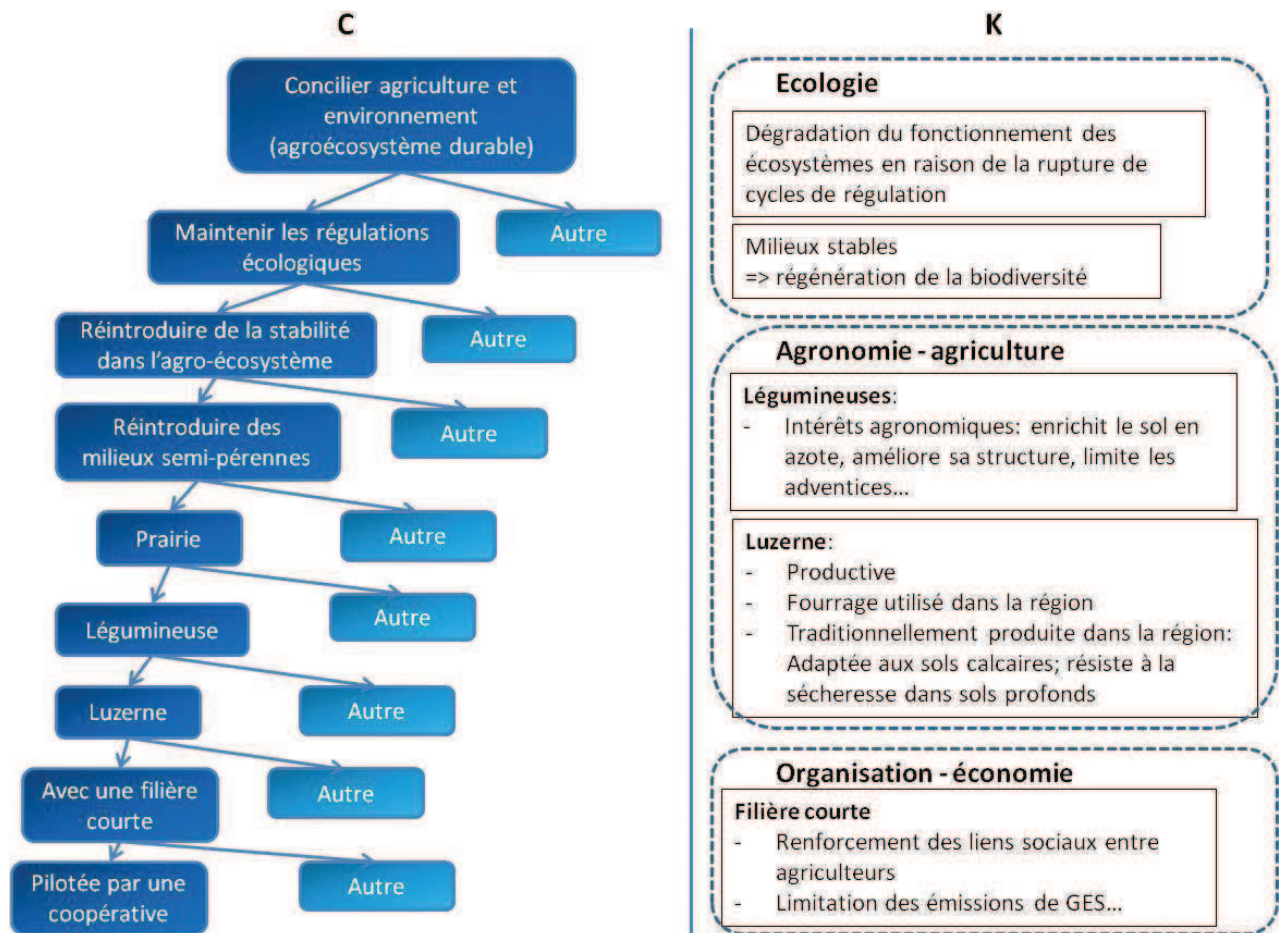 C
Concilier agriculture et
environnement
(agroécosystème durable)
Maintenir les régulations
écologiques
Autre
Réintroduire de la stabilité
dans l'agro-écosystème
Autre
Réintroduire des
milieux semi-pérennes
Autre
Prairie
Autre
Légumineuse
Autre
Luzerne
Autre
Avec une filière
courte
Autre
Pilotée par une
coopérative
Autre
K
Ecologie
Dégradation du fonctionnement des
écosystèmes en raison de la rupture de
cycles de régulation
Milieux stables
=> régénération de la biodiversité
Agronomie - agriculture
Légumineuses:
- Intérêts agronomiques: enrichit le sol en
azote, améliore sa structure, limite les
adventices...
Luzerne:
- Productive
- Fourrage utilisé dans la région
- Traditionnellement produite dans la région:
Adaptée aux sols calcaires; résiste à la
sécheresse dans sols profonds
Organisation - économie
Filière courte
- Renforcement des liens sociaux entre
agriculteurs
- Limitation des émissions de GES...